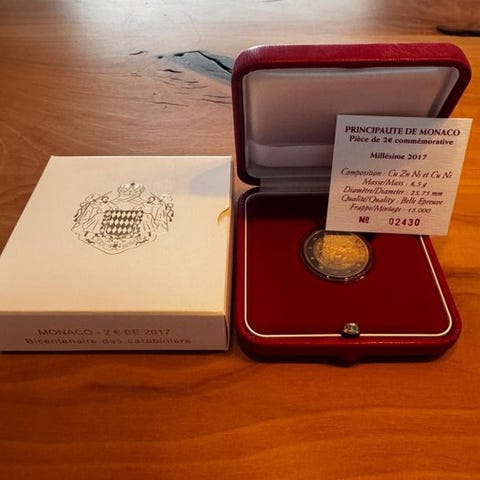 PRINCIPAUTE DE MONACO
Pièce de 2€ commémorative
Millésime 2017
Composition : Cu Zn Ni et Cu Ni
Masse/Mass : 8,5 g
Diamètre/Diameter : 25,75 mm
Qualité/Quality : Belle Epreuve
Frappe/Mintage : 15.000
Nº 02430
MONACO - 2 € BE 2017
Bicentenaire des carabiniers